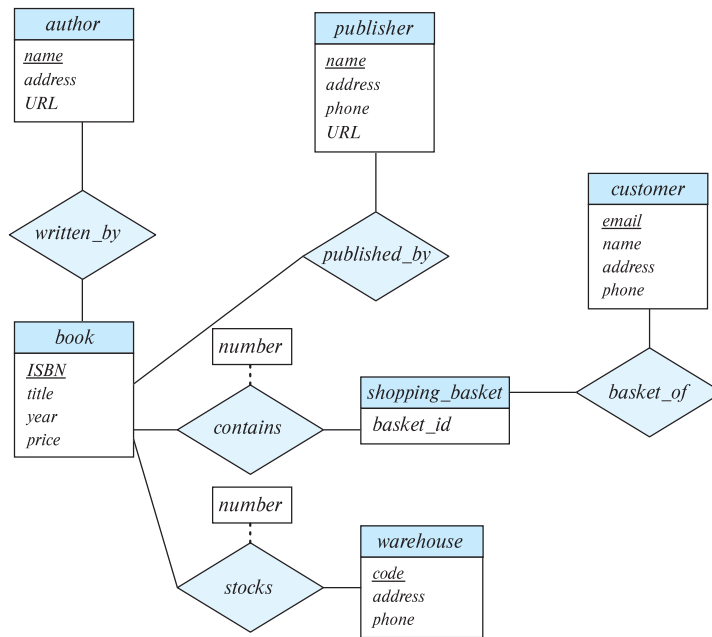 author
name
address
URL
publisher
name
address
phone
URL
customer
email
name
address
phone
written_by
published_by
book
ISBN
title
year
price
number
contains
shopping_basket
basket_id
basket_of
number
stocks
warehouse
code
address
phone